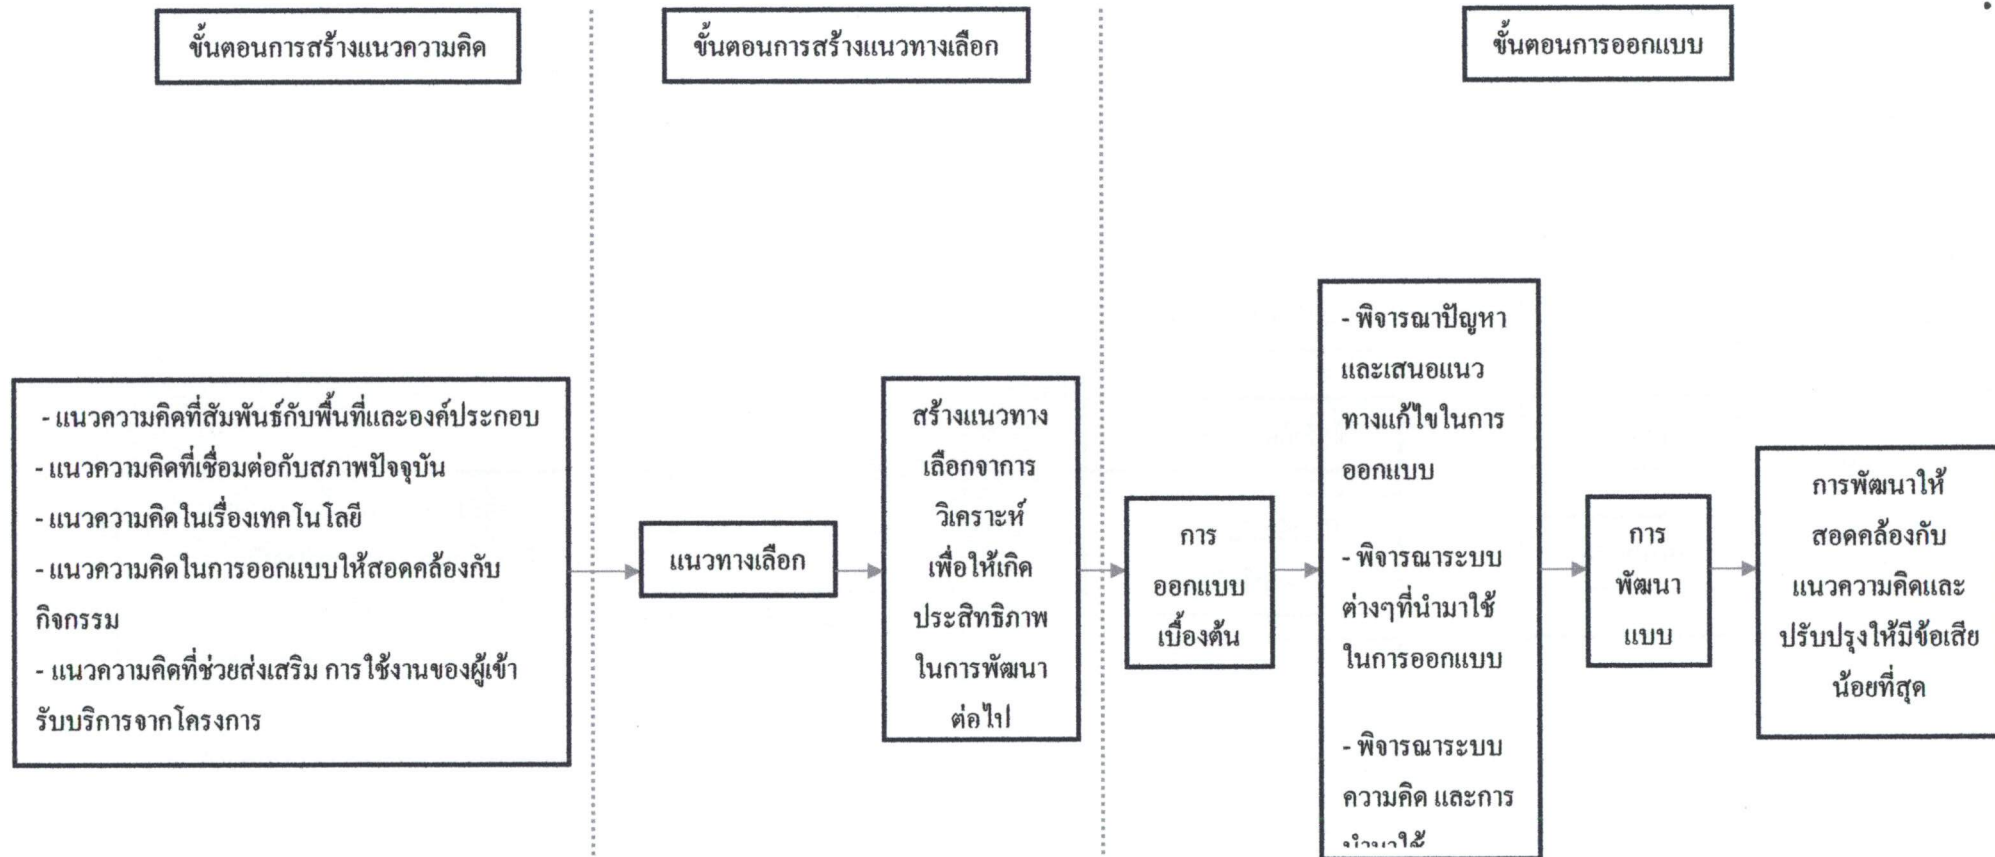 ขั้นตอนการสร้างแนวความคิด
ขั้นตอนการสร้างแนวทางเลือก
ขั้นตอนการออกแบบ
- แนวความคิดที่สัมพันธ์กับพื้นที่และองค์ประกอบ
- แนวความคิดที่เชื่อมต่อกับสภาพปัจจุบัน
- แนวความคิดในเรื่องเทคโนโลยี
- แนวความคิดในการออกแบบให้สอดคล้องกับ
กิจกรรม
- แนวความคิดที่ช่วยส่งเสริม การใช้งานของผู้เข้า
รับบริการจากโครงการ
แนวทางเลือก
สร้างแนวทาง
เลือกจาการ
วิเคราะห์
เพื่อให้เกิด
ประสิทธิภาพ
ในการพัฒนา
ต่อไป
การ
ออกแบบ
เบื้องต้น
- พิจารณาปัญหา
และเสนอแนว
ทางแก้ไขในการ
ออกแบบ
- พิจารณาระบบ
ต่างๆที่นำมาใช้
ในการออกแบบ
- พิจารณาระบบ
ความคิด และการ
นำมาใช้
การ
พัฒนา
แบบ
การพัฒนาให้
สอดคล้องกับ
แนวความคิดและ
ปรับปรุงให้มีข้อเสีย
น้อยที่สุด